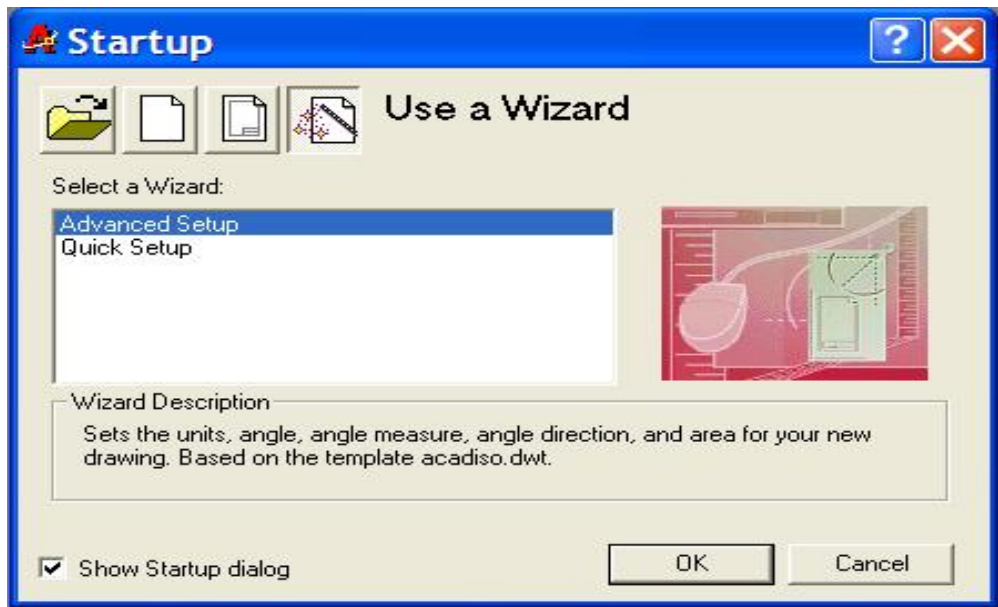 Startup
Use a Wizard
Select a Wizard:
Advanced Setup
Quick Setup
Wizard Description
Sets the units, angle, angle measure, angle direction, and area for your new
drawing. Based on the template acadiso.dwt.
Show Startup dialog
OK
Cancel